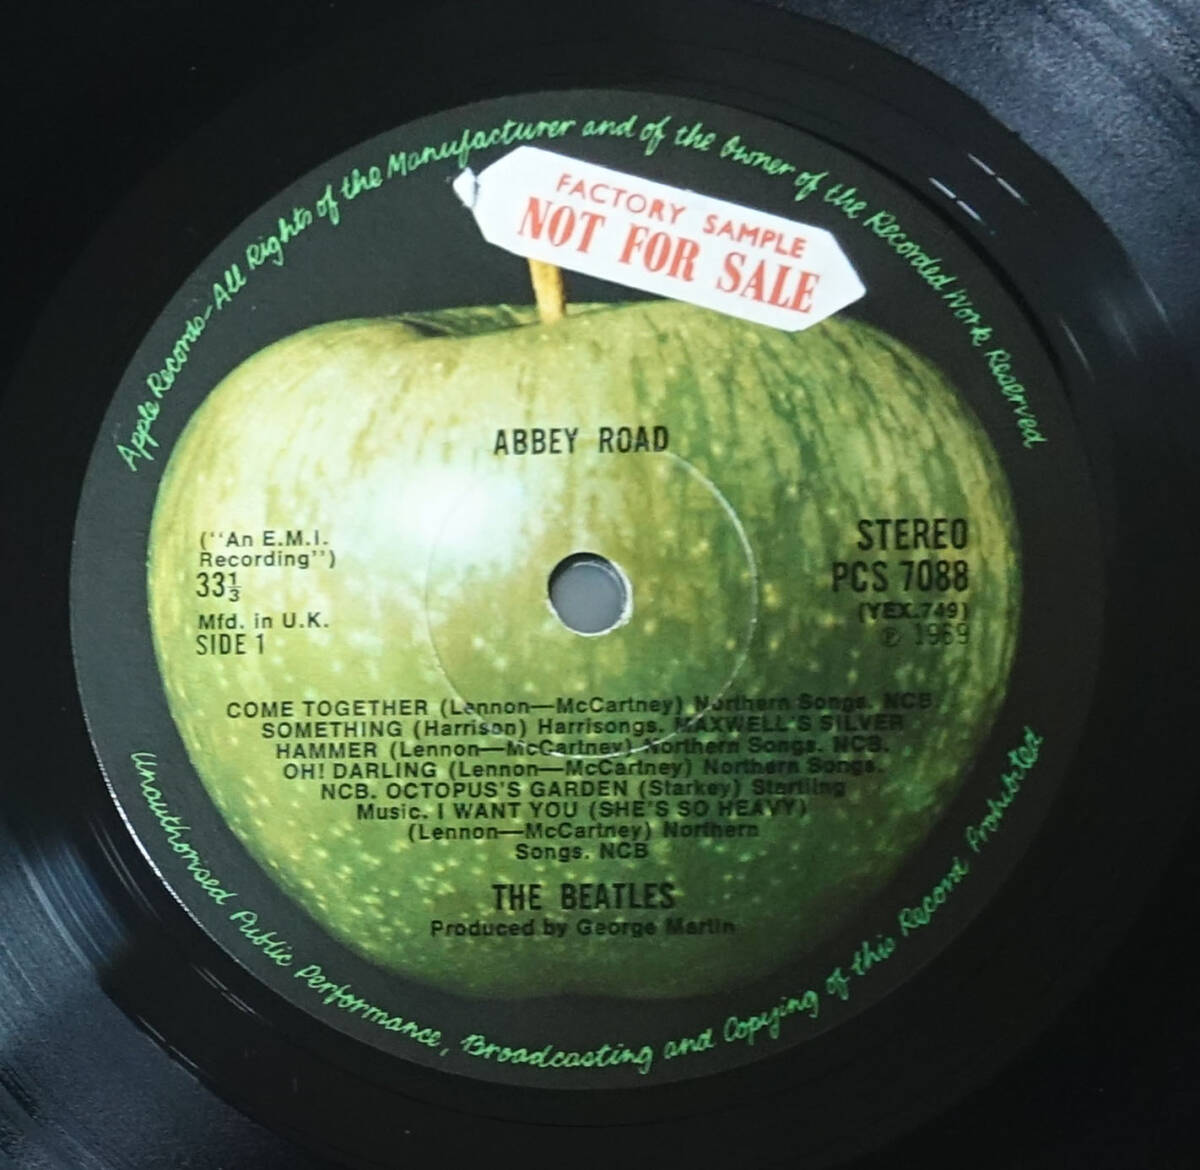 Apple Records-All Rights of the Manufacturer and of the Owner of the Recorded Work Reserved
FACTORY SAMPLE
NOT FOR SALE
ABBEY ROAD
(''An E.M.I.
Recording'')
33⅓
Mfd. in U.K.
SIDE 1
STEREO
PCS 7088
(YEX.749)
℗ 1969
COME TOGETHER (Lennon—McCartney) Northern Songs. NCB
SOMETHING (Harrison) Harrisongs. MAXWELL'S SILVER
HAMMER (Lennon—McCartney) Northern Songs. NCB.
OH! DARLING (Lennon—McCartney) Northern Songs.
NCB. OCTOPUS'S GARDEN (Starkey) Startling
Music. I WANT YOU (SHE'S SO HEAVY)
(Lennon—McCartney) Northern
Songs. NCB
THE BEATLES
Produced by George Martin
Unauthorised Public Performance, Broadcasting and Copying of this Record Prohibited